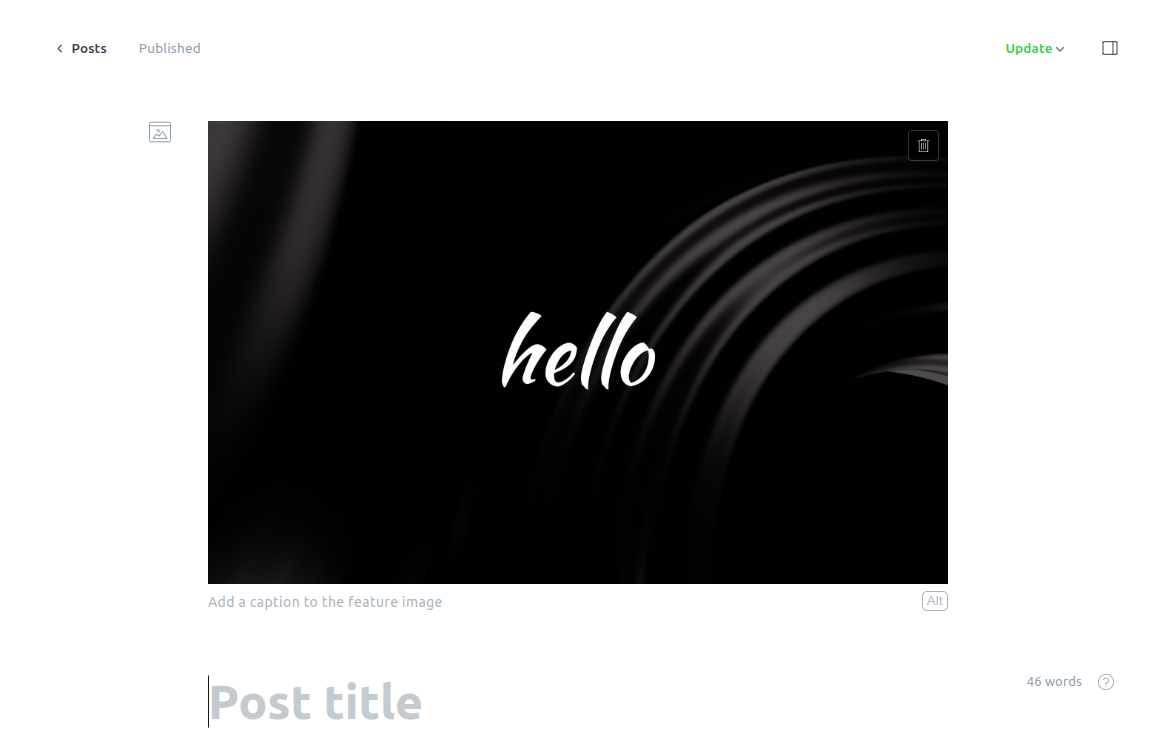 Posts Published Update
hello
Add a caption to the feature image Alt
46 words
Post title